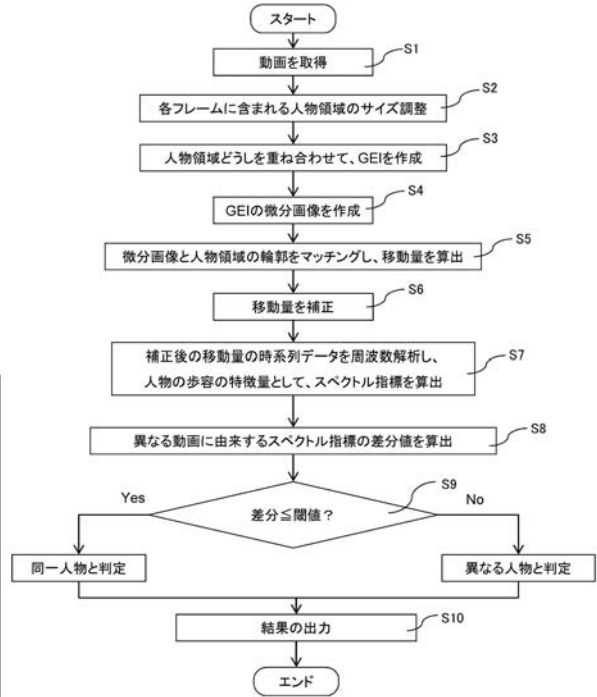 スタート
S1
動画を取得
S2
各フレームに含まれる人物領域のサイズ調整
S3
人物領域どうしを重ね合わせて、GEIを作成
S4
GEIの微分画像を作成
S5
微分画像と人物領域の輪郭をマッチングし、移動量を算出
S6
移動量を補正
S7
補正後の移動量の時系列データを周波数解析し、
人物の歩容の特徴量として、スペクトル指標を算出
S8
異なる動画に由来するスペクトル指標の差分値を算出
S9
Yes
差分≦閾値？
No
同一人物と判定
異なる人物と判定
S10
結果の出力
エンド